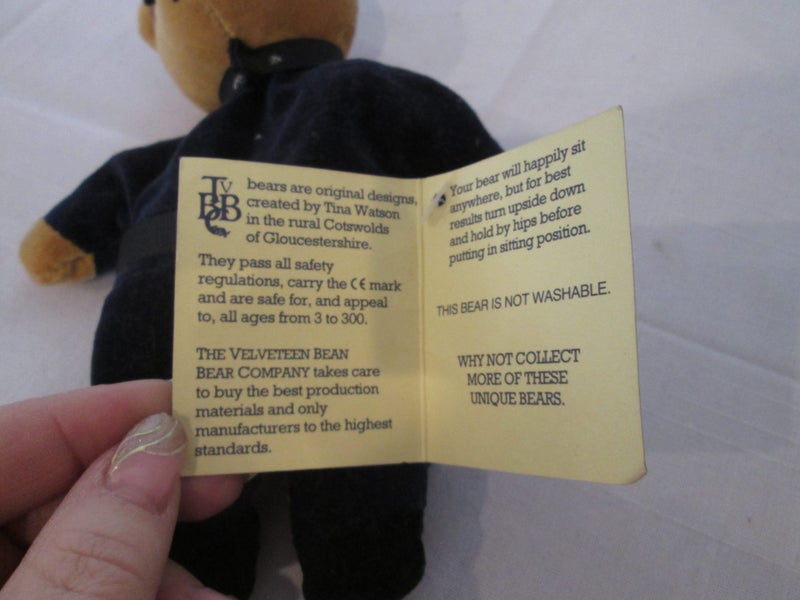 TVBBC bears are original designs,
created by Tina Watson
in the rural Cotswolds
of Gloucestershire.
They pass all safety
regulations, carry the CE mark
and are safe for, and appeal
to, all ages from 3 to 300.
THE VELVETEEN BEAN
BEAR COMPANY takes care
to buy the best production
materials and only
manufacturers to the highest
standards.
Your bear will happily sit
anywhere, but for best
results turn upside down
and hold by hips before
putting in sitting position.
THIS BEAR IS NOT WASHABLE.
WHY NOT COLLECT
MORE OF THESE
UNIQUE BEARS.